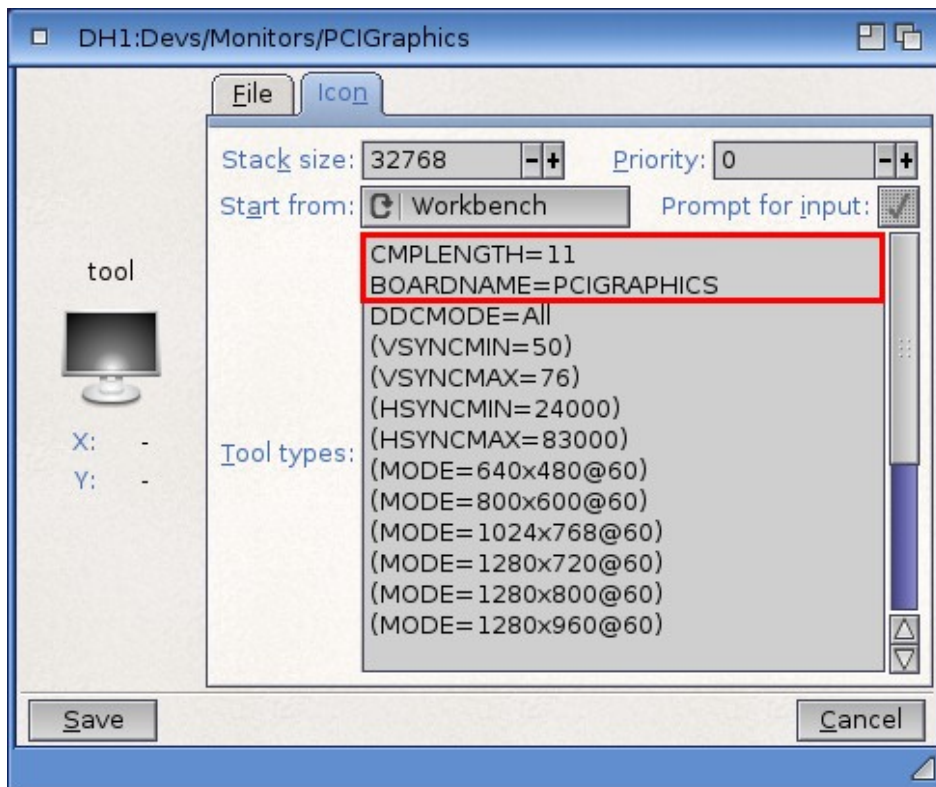 DH1:Devs/Monitors/PCIGraphics
File Icon
Stack size: 32768 - + Priority: 0 - +
Start from: Workbench Prompt for input:
tool
X: -
Y: -
Tool types:
CMPLENGTH=11
BOARDNAME=PCIGRAPHICS
DDCMODE=All
(VSYNCMIN=50)
(VSYNCMAX=76)
(HSYNCMIN=24000)
(HSYNCMAX=83000)
(MODE=640x480@60)
(MODE=800x600@60)
(MODE=1024x768@60)
(MODE=1280x720@60)
(MODE=1280x800@60)
(MODE=1280x960@60)
Save Cancel